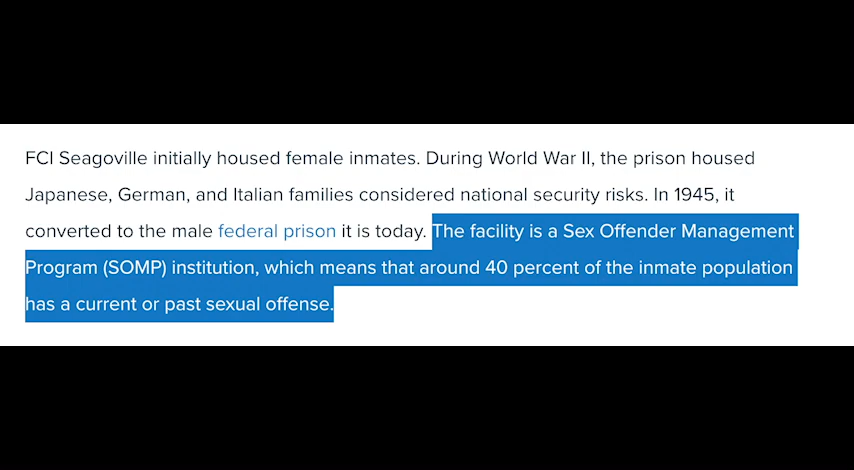 FCI Seagoville initially housed female inmates. During World War II, the prison housed
Japanese, German, and Italian families considered national security risks. In 1945, it
converted to the male federal prison it is today. The facility is a Sex Offender Management
Program (SOMP) institution, which means that around 40 percent of the inmate population
has a current or past sexual offense.